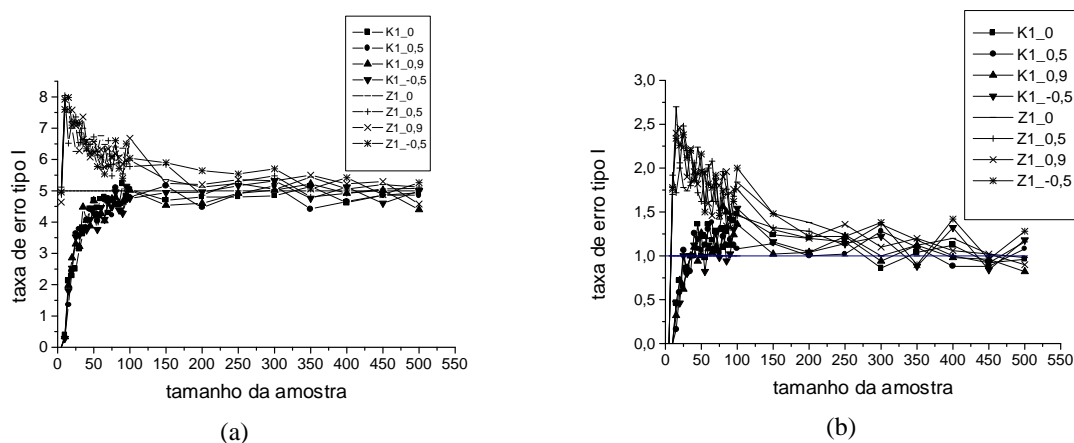 K1_0
K1_0,5
K1_0,9
K1_-0,5
Z1_0
Z1_0,5
Z1_0,9
Z1_-0,5
8
7
6
5
4
3
2
1
0
taxa de erro tipo I
0 50 100 150 200 250 300 350 400 450 500 550
tamanho da amostra
(a)
K1_0
K1_0,5
K1_0,9
K1_-0,5
Z1_0
Z1_0,5
Z1_0,9
Z1_-0,5
3,0
2,5
2,0
1,5
1,0
0,5
0,0
taxa de erro tipo I
0 50 100 150 200 250 300 350 400 450 500 550
tamanho da amostra
(b)